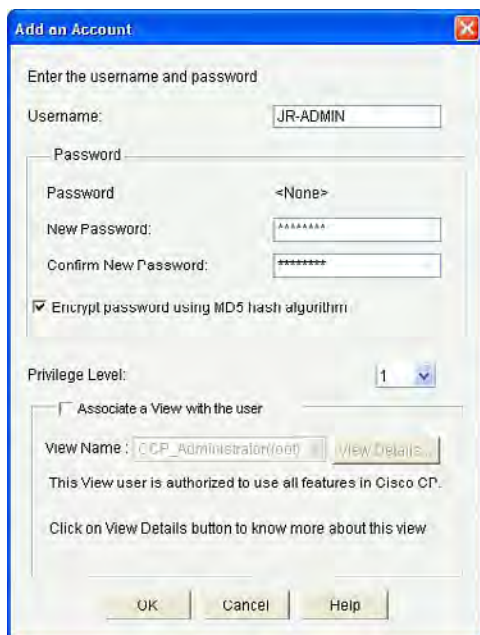 Add an Account
Enter the username and password
Username: JR-ADMIN
Password
Password <None>
New Password: ********
Confirm New Password: ********
Encrypt password using MD5 hash algorithm
Privilege Level: 1
Associate a View with the user
View Name : CCP_Administrator(root) View Details...
This View user is authorized to use all features in Cisco CP.
Click on View Details button to know more about this view
OK Cancel Help